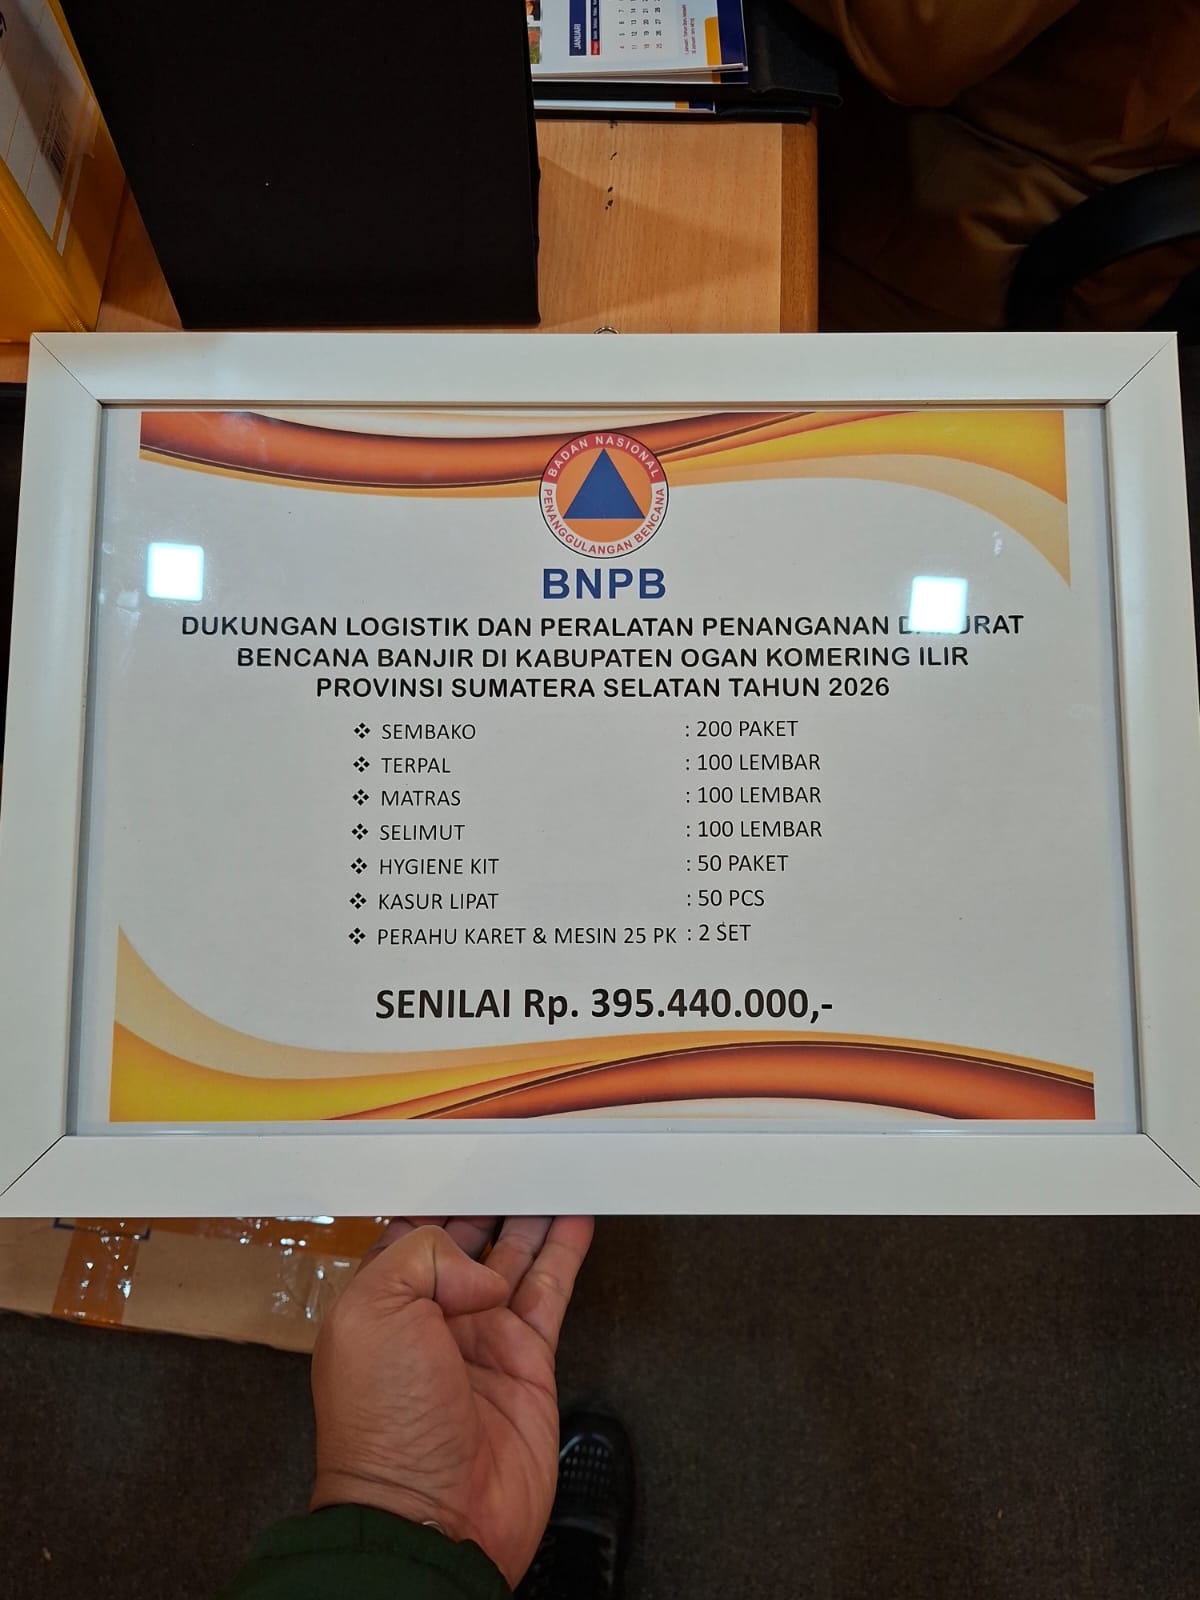 JANUARI
BADAN NASIONAL
PENANGGULANGAN BENCANA
BNPB
DUKUNGAN LOGISTIK DAN PERALATAN PENANGANAN
BENCANA BANJIR DI KABUPATEN OGAN KOMERING ILIR
PROVINSI SUMATERA SELATAN TAHUN 2026
❖ SEMBAKO : 200 PAKET
❖ TERPAL : 100 LEMBAR
❖ MATRAS : 100 LEMBAR
❖ SELIMUT : 100 LEMBAR
❖ HYGIENE KIT : 50 PAKET
❖ KASUR LIPAT : 50 PCS
❖ PERAHU KARET & MESIN 25 PK : 2 SET
SENILAI Rp. 395.440.000,-